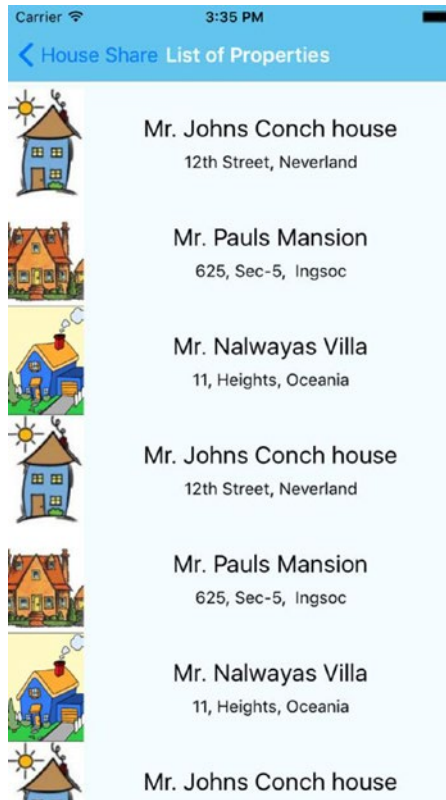 Carrier 3:35 PM
House Share List of Properties
Mr. Johns Conch house
12th Street, Neverland
Mr. Pauls Mansion
625, Sec-5, Ingsoc
Mr. Nalwayas Villa
11, Heights, Oceania
Mr. Johns Conch house
12th Street, Neverland
Mr. Pauls Mansion
625, Sec-5, Ingsoc
Mr. Nalwayas Villa
11, Heights, Oceania
Mr. Johns Conch house